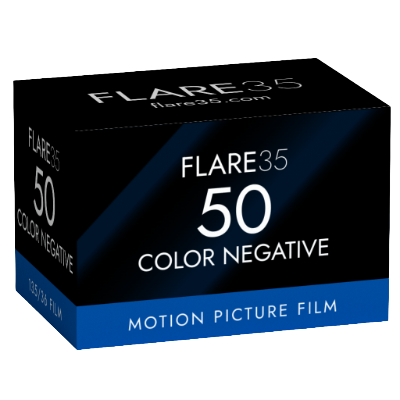 FLARE35
flare35.com
FLARE35
50
COLOR NEGATIVE
MOTION PICTURE FILM
FLARE35
50
COLOR NEGATIVE
135/36 FILM